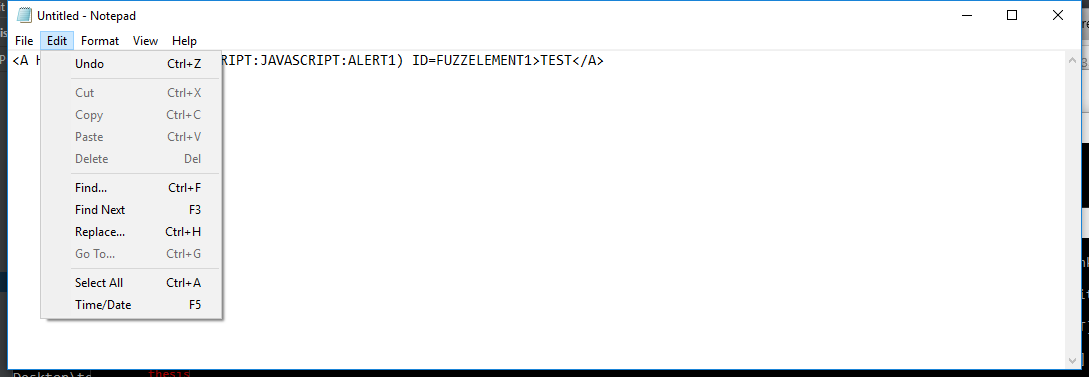 Untitled - Notepad
File Edit Format View Help
<A H RIPT:JAVASCRIPT:ALERT1) ID=FUZZELEMENT1>TEST</A>
Undo Ctrl+Z
Cut Ctrl+X
Copy Ctrl+C
Paste Ctrl+V
Delete Del
Find... Ctrl+F
Find Next F3
Replace... Ctrl+H
Go To... Ctrl+G
Select All Ctrl+A
Time/Date F5
thesis